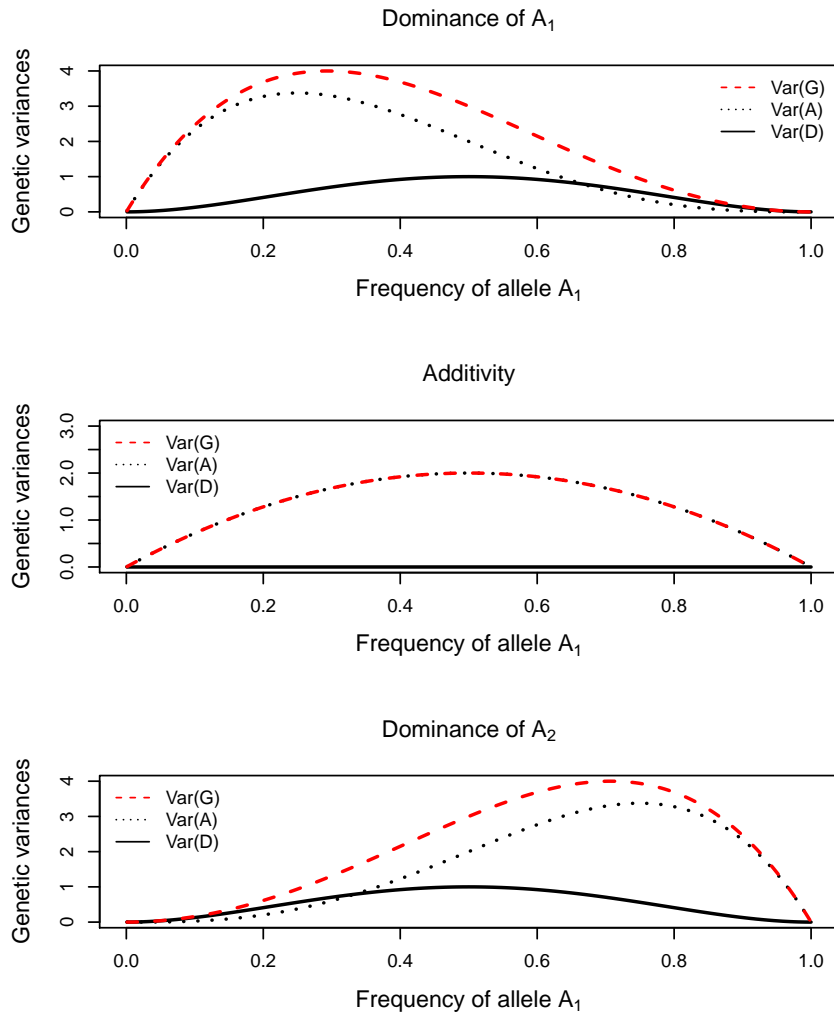 Dominance of A₁
Genetic variances
4
3
2
1
0
Var(G)
Var(A)
Var(D)
0.0 0.2 0.4 0.6 0.8 1.0
Frequency of allele A₁
Additivity
Genetic variances
3.0
2.0
1.0
0.0
Var(G)
Var(A)
Var(D)
0.0 0.2 0.4 0.6 0.8 1.0
Frequency of allele A₁
Dominance of A₂
Genetic variances
4
3
2
1
0
Var(G)
Var(A)
Var(D)
0.0 0.2 0.4 0.6 0.8 1.0
Frequency of allele A₁